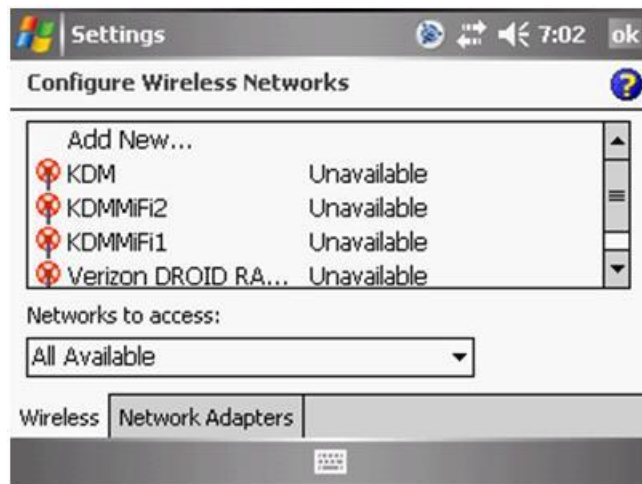 Settings 7:02 ok
Configure Wireless Networks
Add New...
KDM Unavailable
KDMMiFi2 Unavailable
KDMMiFi1 Unavailable
Verizon DROID RA... Unavailable
Networks to access:
All Available
Wireless Network Adapters